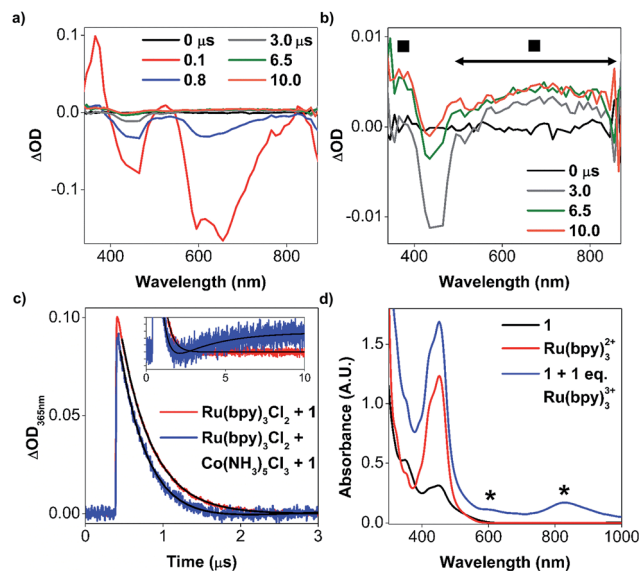 a)
0 μs
0.1
0.8
3.0 μs
6.5
10.0
0.1
0.0
-0.1
ΔOD
400 600 800
Wavelength (nm)
b)
0.01
0.00
-0.01
ΔOD
0 μs
3.0
6.5
10.0
400 600 800
Wavelength (nm)
c)
0.10
0.05
0.00
ΔOD365nm
0 5 10
Ru(bpy)3Cl2 + 1
Ru(bpy)3Cl2 +
Co(NH3)5Cl3 + 1
0 1 2 3
Time (μs)
d)
1.5
1.0
0.5
0.0
Absorbance (A.U.)
1
Ru(bpy)3 2+
1 + 1 eq.
Ru(bpy)3 3+
* *
400 600 800 1000
Wavelength (nm)